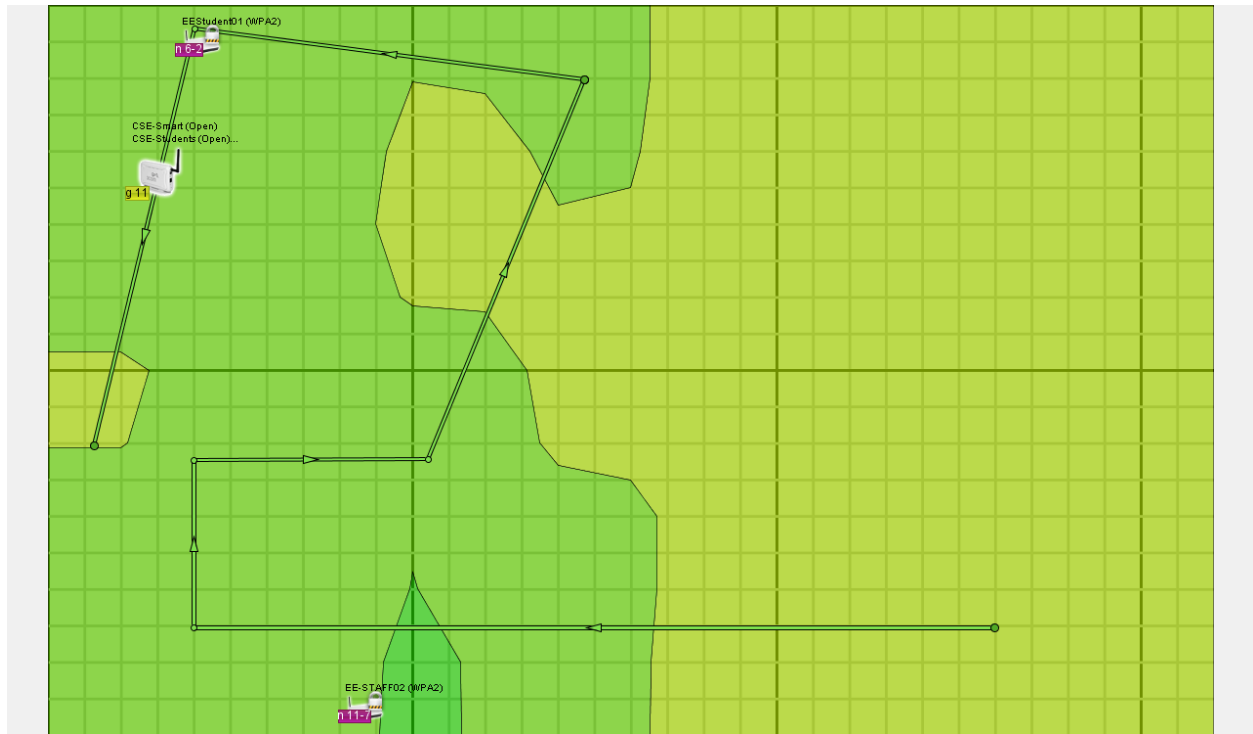 EEStudent01 (WPA2)
n 6-2
CSE-Smart (Open)
CSE-Students (Open)...
g 11
EE-STAFF02 (WPA2)
n 11-7